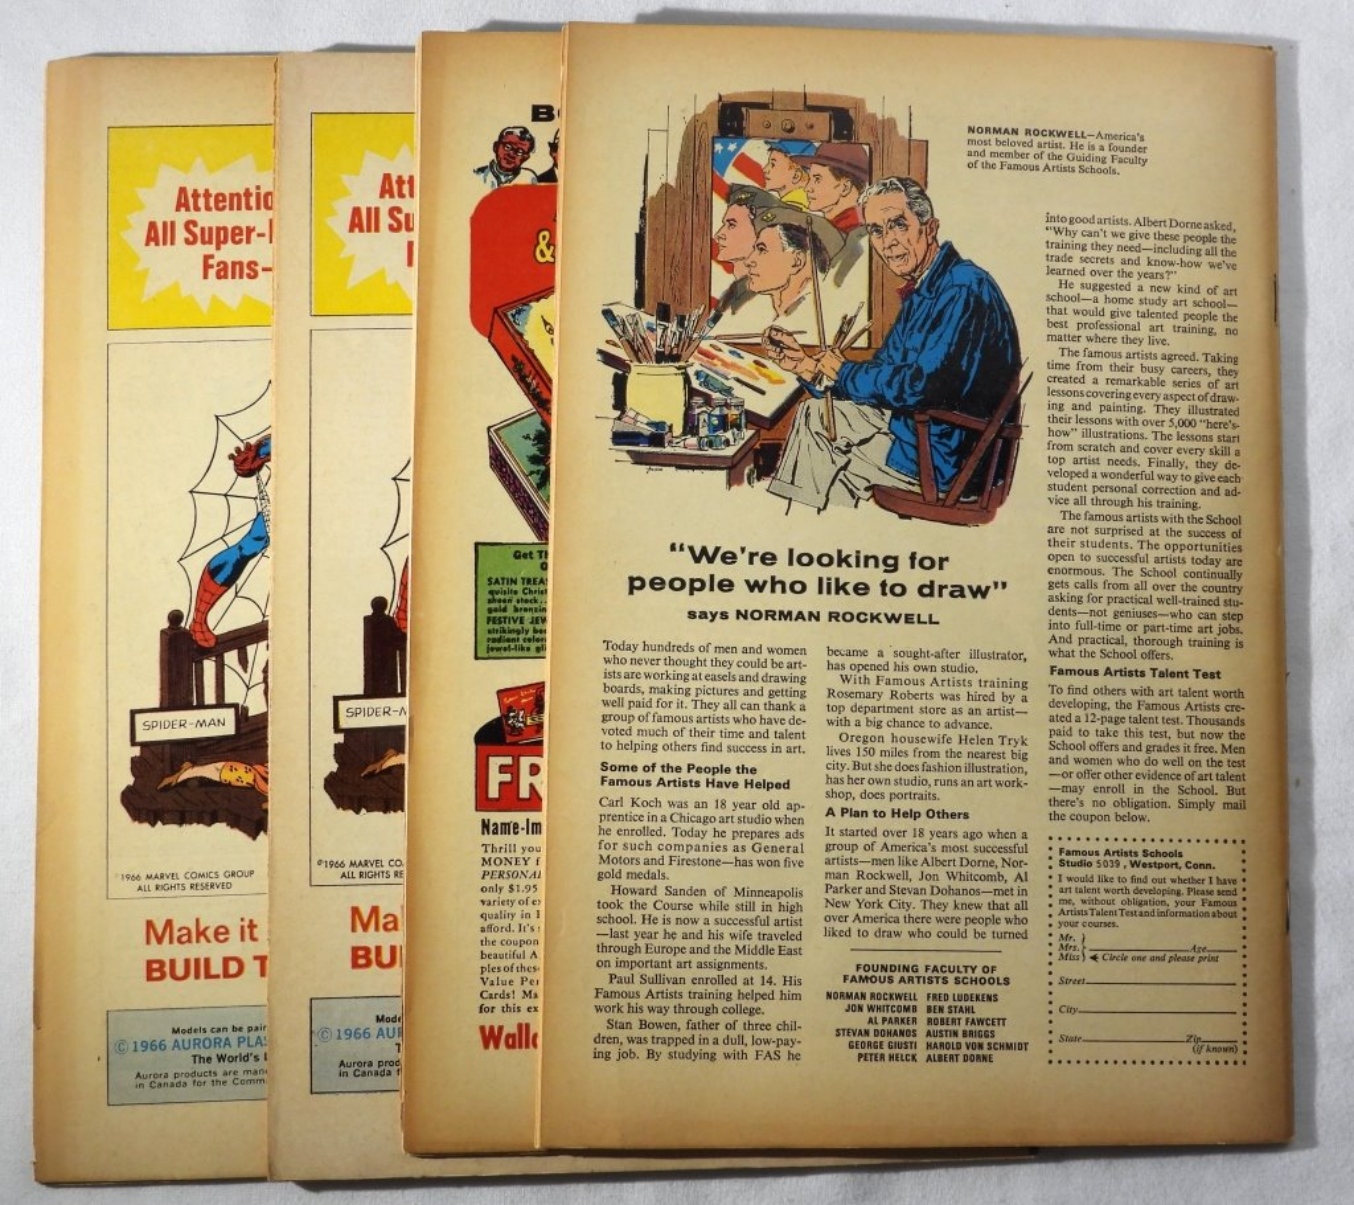 Attentio
All Super-
Fans-
SPIDER-MAN
©1966 MARVEL COMICS GROUP
ALL RIGHTS RESERVED
Make it
BUILD T
Models can be pai
© 1966 AURORA PLAS
The World's
Aurora products are man
in Canada for the Comm
Att
All Su
SPIDER-M
©1966 MARVEL CO
ALL RIGHTS RE
Ma
BUI
Mode
© 1966 AUR
T
Aurora prod
in Canada f
B
&
Get Th
SATIN TREA
quisite Christ
sheen stock..
gold bronzin
FESTIVE JEW
strikingly bea
radiant color
jewel-like gli
FR
Name-Im
Thrill you
MONEY f
PERSONA
only $1.95
variety of ex
quality in
afford. It's
the coupon
beautiful A
ples of thes
Value Per
Cards! Ma
for this ex
Walla
NORMAN ROCKWELL—America's
most beloved artist. He is a founder
and member of the Guiding Faculty
of the Famous Artists Schools.
"We're looking for
people who like to draw"
says NORMAN ROCKWELL
Today hundreds of men and women
who never thought they could be art-
ists are working at easels and drawing
boards, making pictures and getting
well paid for it. They all can thank a
group of famous artists who have de-
voted much of their time and talent
to helping others find success in art.
Some of the People the
Famous Artists Have Helped
Carl Koch was an 18 year old ap-
prentice in a Chicago art studio when
he enrolled. Today he prepares ads
for such companies as General
Motors and Firestone—has won five
gold medals.
Howard Sanden of Minneapolis
took the Course while still in high
school. He is now a successful artist
—last year he and his wife traveled
through Europe and the Middle East
on important art assignments.
Paul Sullivan enrolled at 14. His
Famous Artists training helped him
work his way through college.
Stan Bowen, father of three chil-
dren, was trapped in a dull, low-pay-
ing job. By studying with FAS he
became a sought-after illustrator,
has opened his own studio.
With Famous Artists training
Rosemary Roberts was hired by a
top department store as an artist—
with a big chance to advance.
Oregon housewife Helen Tryk
lives 150 miles from the nearest big
city. But she does fashion illustration,
has her own studio, runs an art work-
shop, does portraits.
A Plan to Help Others
It started over 18 years ago when a
group of America's most successful
artists—men like Albert Dorne, Nor-
man Rockwell, Jon Whitcomb, Al
Parker and Stevan Dohanos—met in
New York City. They knew that all
over America there were people who
liked to draw who could be turned
FOUNDING FACULTY OF
FAMOUS ARTISTS SCHOOLS
NORMAN ROCKWELL FRED LUDEKENS
JON WHITCOMB BEN STAHL
AL PARKER ROBERT FAWCETT
STEVAN DOHANOS AUSTIN BRIGGS
GEORGE GIUSTI HAROLD VON SCHMIDT
PETER HELCK ALBERT DORNE
into good artists. Albert Dorne asked,
"Why can't we give these people the
training they need—including all the
trade secrets and know-how we've
learned over the years?"
He suggested a new kind of art
school—a home study art school—
that would give talented people the
best professional art training, no
matter where they live.
The famous artists agreed. Taking
time from their busy careers, they
created a remarkable series of art
lessons covering every aspect of draw-
ing and painting. They illustrated
their lessons with over 5,000 "here's-
how" illustrations. The lessons start
from scratch and cover every skill a
top artist needs. Finally, they de-
veloped a wonderful way to give each
student personal correction and ad-
vice all through his training.
The famous artists with the School
are not surprised at the success of
their students. The opportunities
open to successful artists today are
enormous. The School continually
gets calls from all over the country
asking for practical well-trained stu-
dents—not geniuses—who can step
into full-time or part-time art jobs.
And practical, thorough training is
what the School offers.
Famous Artists Talent Test
To find others with art talent worth
developing, the Famous Artists cre-
ated a 12-page talent test. Thousands
paid to take this test, but now the
School offers and grades it free. Men
and women who do well on the test
—or offer other evidence of art talent
—may enroll in the School. But
there's no obligation. Simply mail
the coupon below.
Famous Artists Schools
Studio 5039, Westport, Conn.
I would like to find out whether I have
art talent worth developing. Please send
me, without obligation, your Famous
Artists Talent Test and information about
your courses.
Mr.
Mrs. Age
Miss Circle one and please print
Street
City
State Zip
(if known)